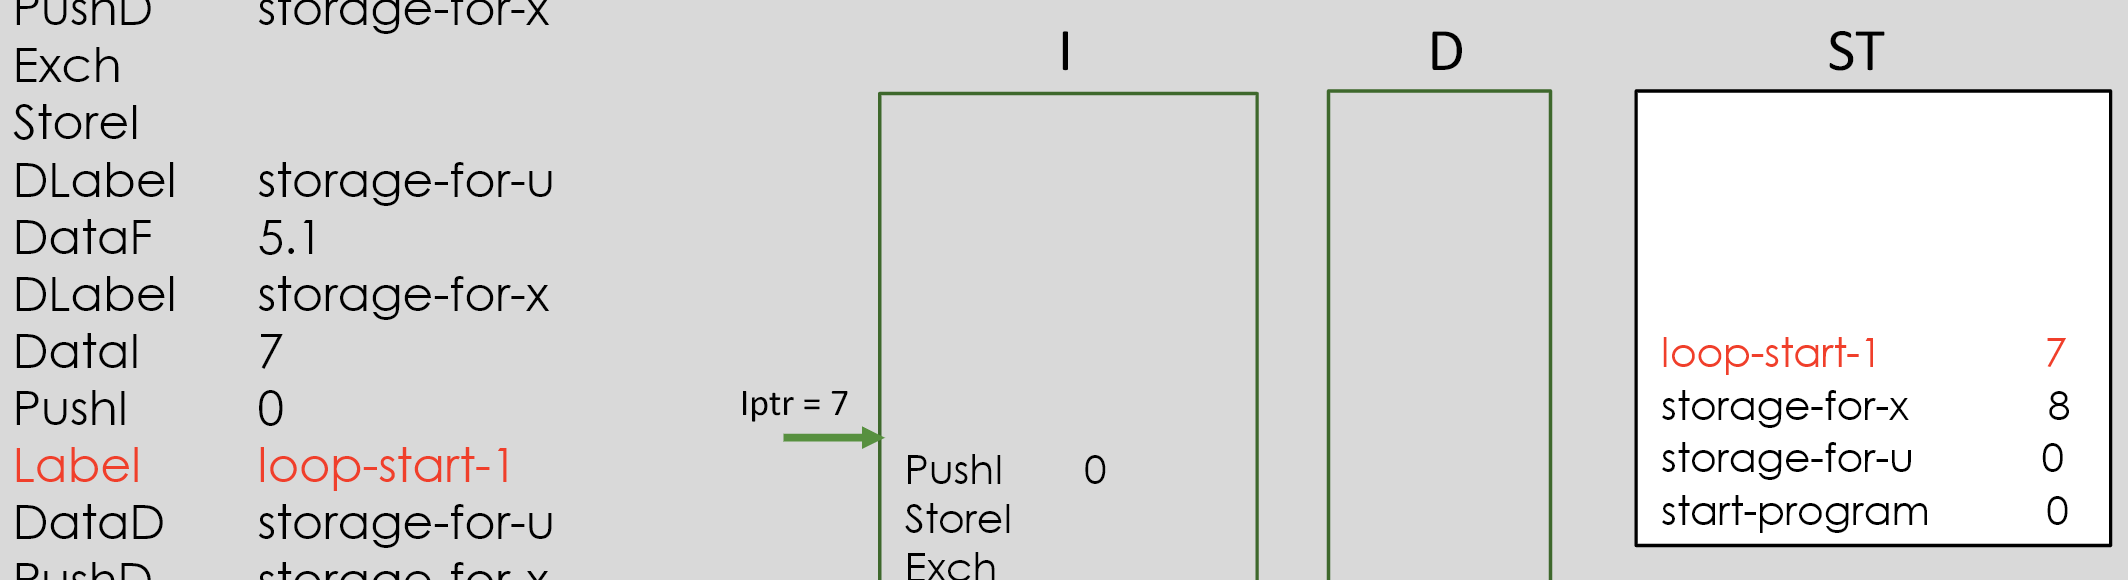 PushD storage-for-x
Exch
StoreI
DLabel storage-for-u
DataF 5.1
DLabel storage-for-x
DataI 7
PushI 0
Label loop-start-1
DataD storage-for-u
PushD storage-for-x
I D ST
Iptr = 7
PushI 0
StoreI
Exch
loop-start-1 7
storage-for-x 8
storage-for-u 0
start-program 0